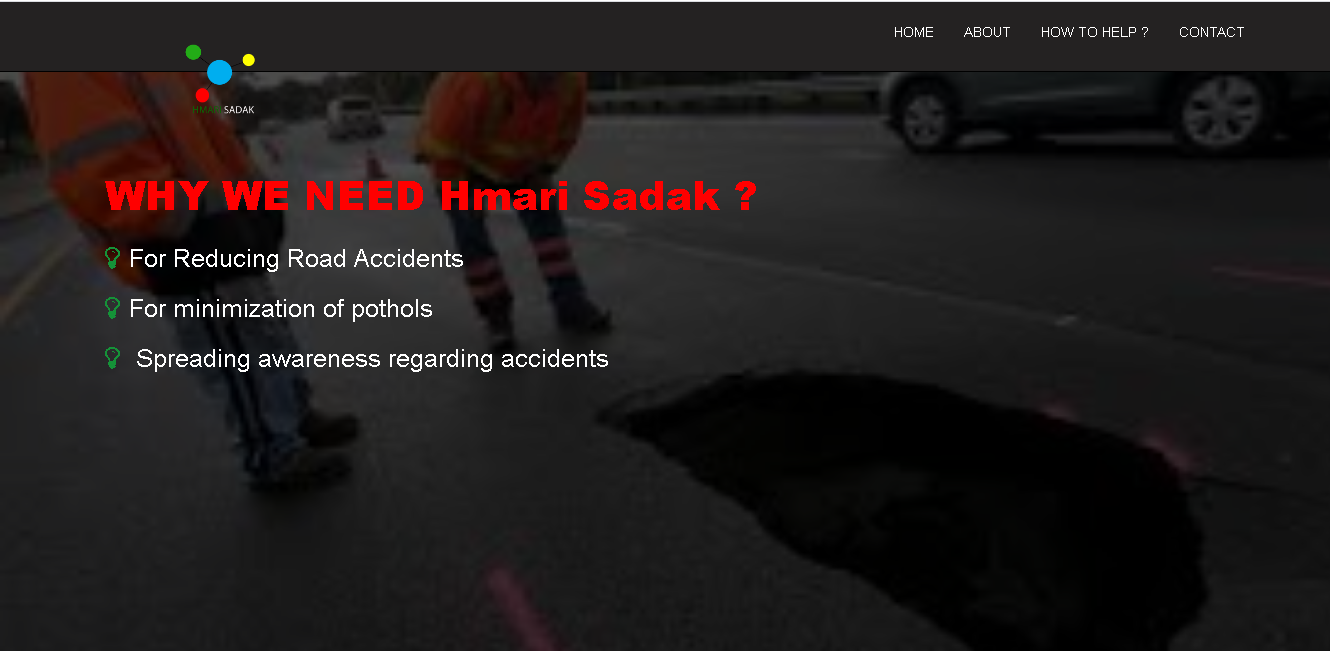 HOME ABOUT HOW TO HELP ? CONTACT
HMARI SADAK
WHY WE NEED Hmari Sadak ?
For Reducing Road Accidents
For minimization of pothols
Spreading awareness regarding accidents